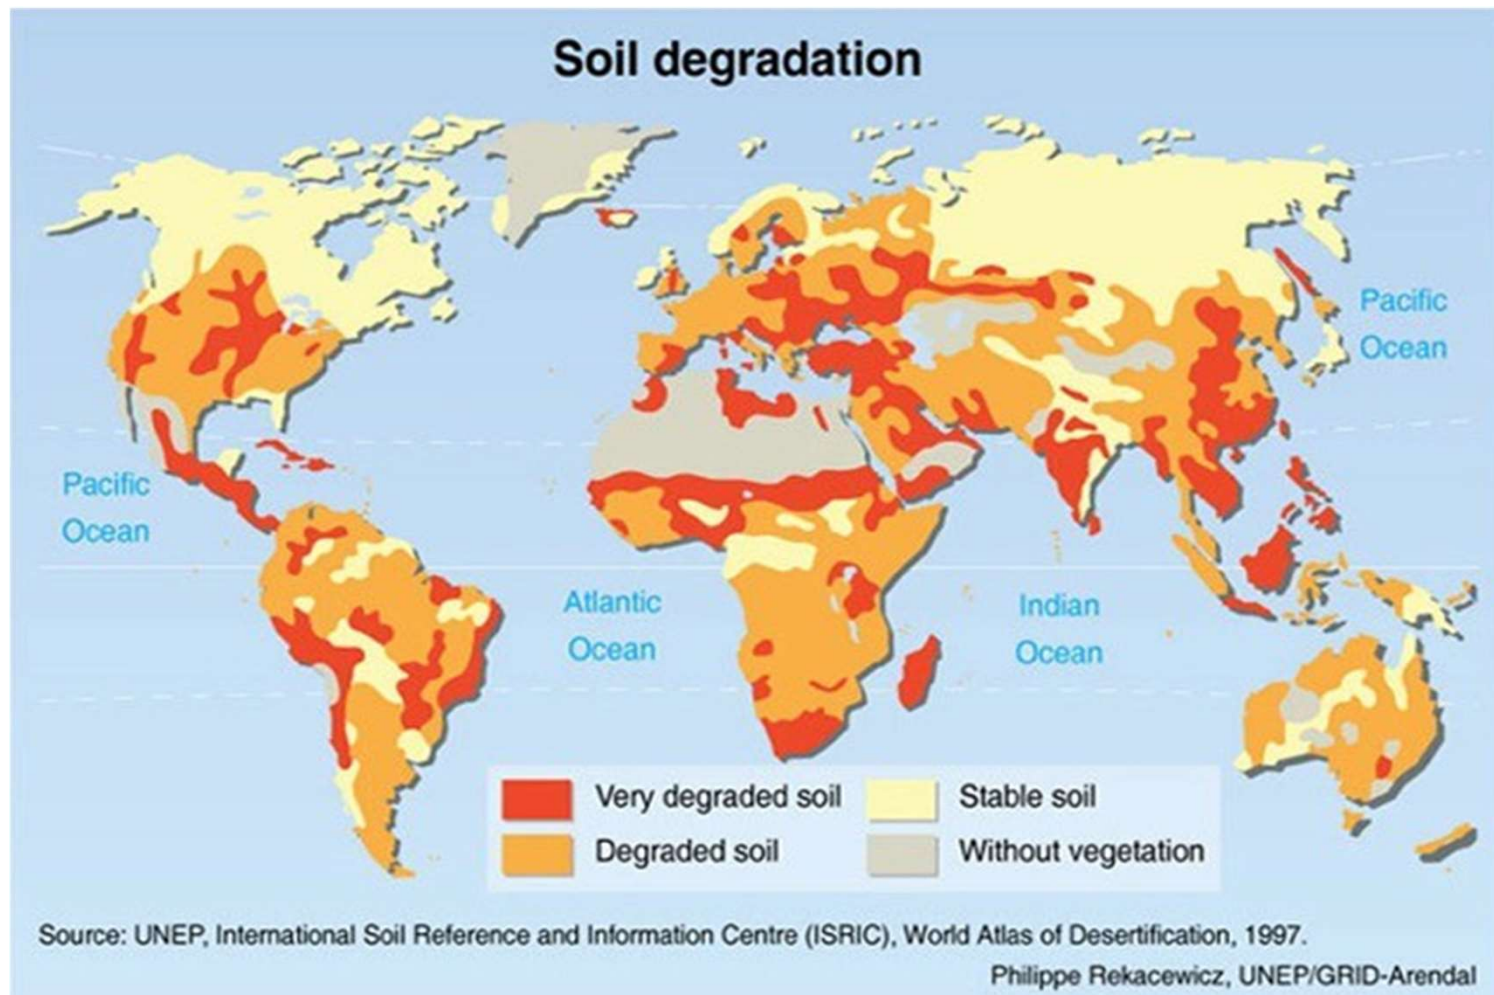 Soil degradation
Pacific
Ocean
Pacific
Ocean
Atlantic
Ocean
Indian
Ocean
Very degraded soil
Degraded soil
Stable soil
Without vegetation
Source: UNEP, International Soil Reference and Information Centre (ISRIC), World Atlas of Desertification, 1997.
Philippe Rekacewicz, UNEP/GRID-Arendal